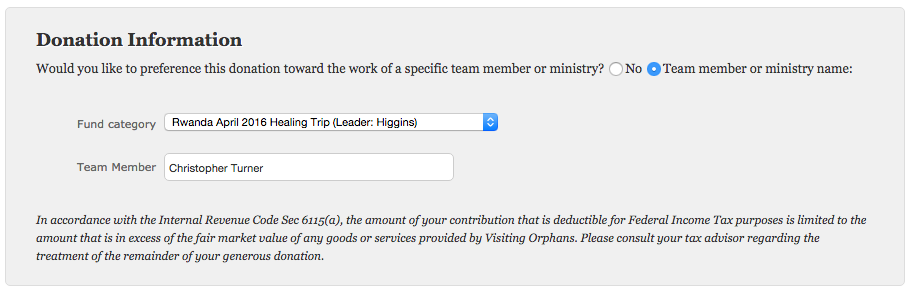 Donation Information
Would you like to preference this donation toward the work of a specific team member or ministry? No Team member or ministry name:
Fund category Rwanda April 2016 Healing Trip (Leader: Higgins)
Team Member Christopher Turner
In accordance with the Internal Revenue Code Sec 6115(a), the amount of your contribution that is deductible for Federal Income Tax purposes is limited to the
amount that is in excess of the fair market value of any goods or services provided by Visiting Orphans. Please consult your tax advisor regarding the
treatment of the remainder of your generous donation.